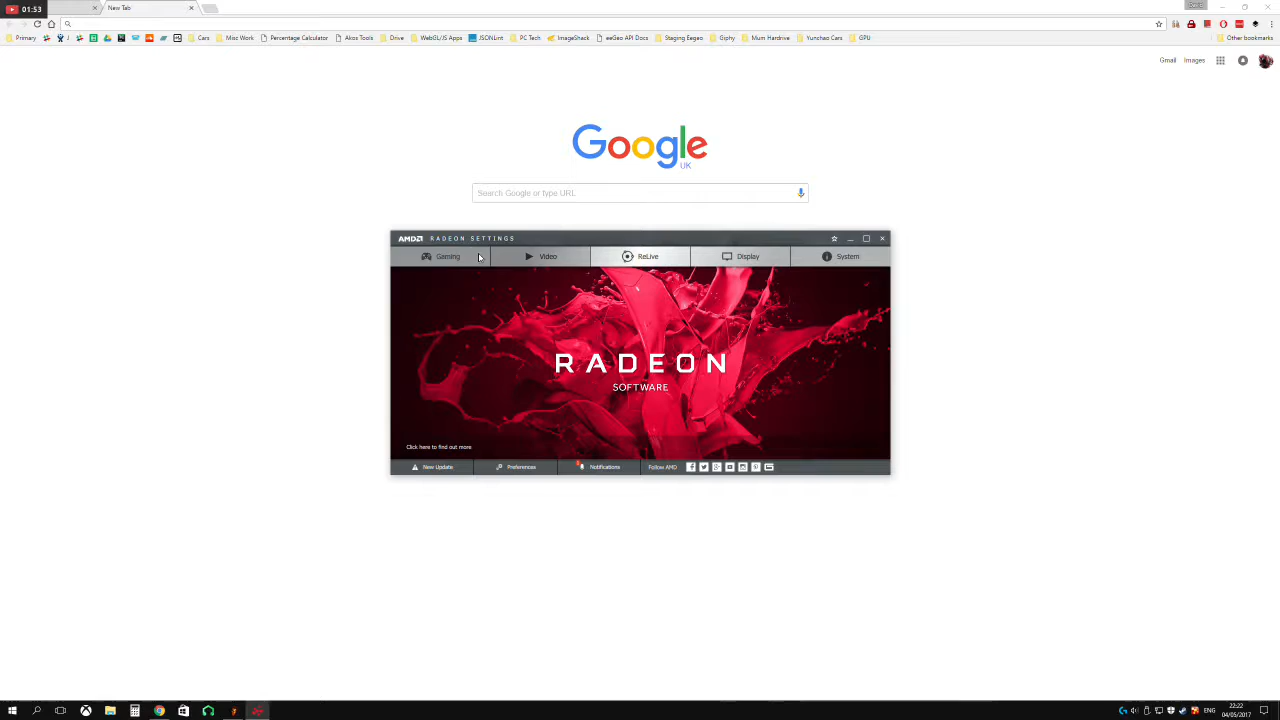 01:53
New Tab
Primary
Cars
Misc Work
Percentage Calculator
Akos Tools
Drive
WebGL/JS Apps
JSONLint
PC Tech
ImageShack
eeGeo API Docs
Staging Eegeo
Giphy
Mum Hardrive
Yunchao Cars
GPU
Other bookmarks
Gmail Images
Google
UK
Search Google or type URL
AMD RADEON SETTINGS
Gaming
Video
ReLive
Display
System
RADEON
SOFTWARE
Click here to find out more
New Update
Preferences
Notifications
Follow AMD
ENG
22:22
04/05/2017